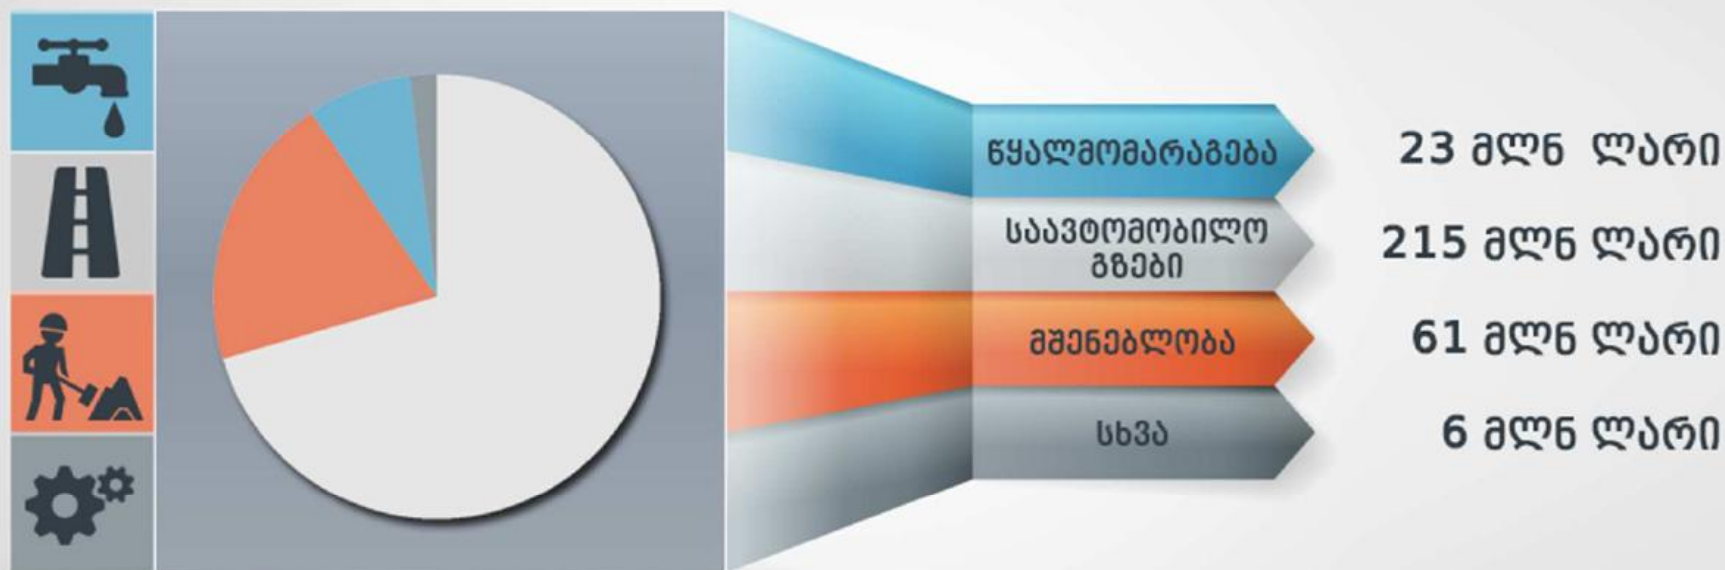 წყალმომარაგება 23 მლნ ლარი
საავტომობილო
გზები
215 მლნ ლარი
მშენებლობა 61 მლნ ლარი
სხვა 6 მლნ ლარი